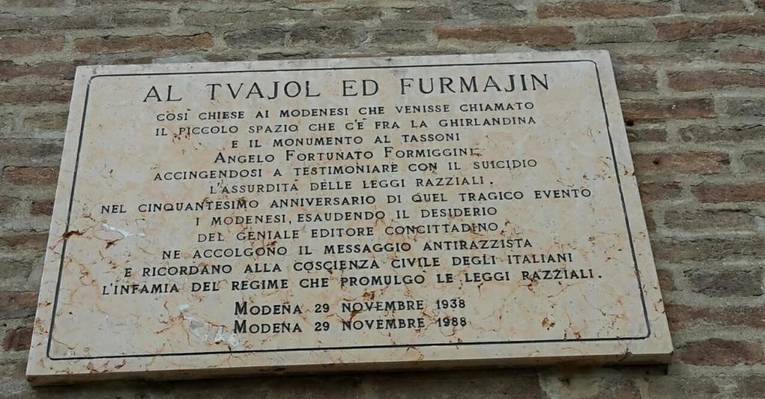 AL TVAJOL ED FURMAJIN
COSÌ CHIESE AI MODENESI CHE VENISSE CHIAMATO
IL PICCOLO SPAZIO CHE C'È FRA LA GHIRLANDINA
E IL MONUMENTO AL TASSONI
ANGELO FORTUNATO FORMIGGINI,
ACCINGENDOSI A TESTIMONIARE CON IL SUICIDIO
L'ASSURDITÀ DELLE LEGGI RAZZIALI.
NEL CINQUANTESIMO ANNIVERSARIO DI QUEL TRAGICO EVENTO
I MODENESI, ESAUDENDO IL DESIDERIO
DEL GENIALE EDITORE CONCITTADINO,
NE ACCOLGONO IL MESSAGGIO ANTIRAZZISTA
E RICORDANO ALLA COSCIENZA CIVILE DEGLI ITALIANI
L'INFAMIA DEL REGIME CHE PROMULGÒ LE LEGGI RAZZIALI.
MODENA 29 NOVEMBRE 1938
MODENA 29 NOVEMBRE 1988